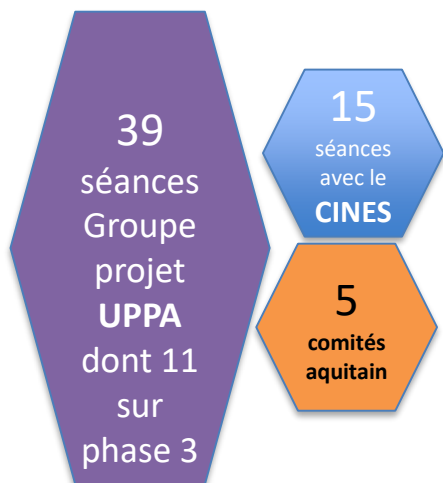 39
séances
Groupe
projet
UPPA
dont 11
sur
phase 3
15
séances
avec le
CINES
5
comités
aquitain